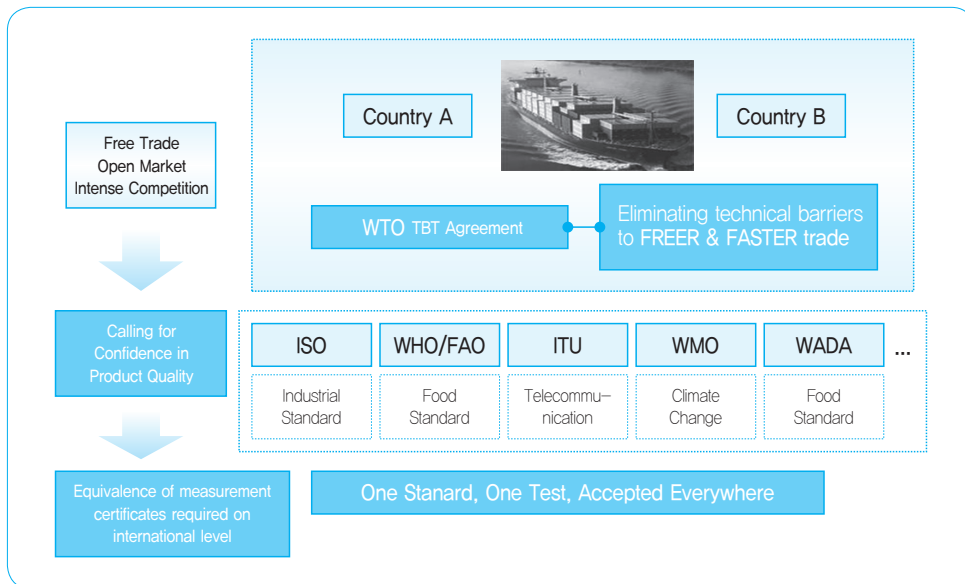 Country A
Country B
Free Trade
Open Market
Intense Competition
WTO TBT Agreement
Eliminating technical barriers
to FREER & FASTER trade
Calling for
Confidence in
Product Quality
ISO
WHO/FAO
ITU
WMO
WADA
...
Industrial
Standard
Food
Standard
Telecommu-
nication
Climate
Change
Food
Standard
Equivalence of measurement
certificates required on
international level
One Stanard, One Test, Accepted Everywhere